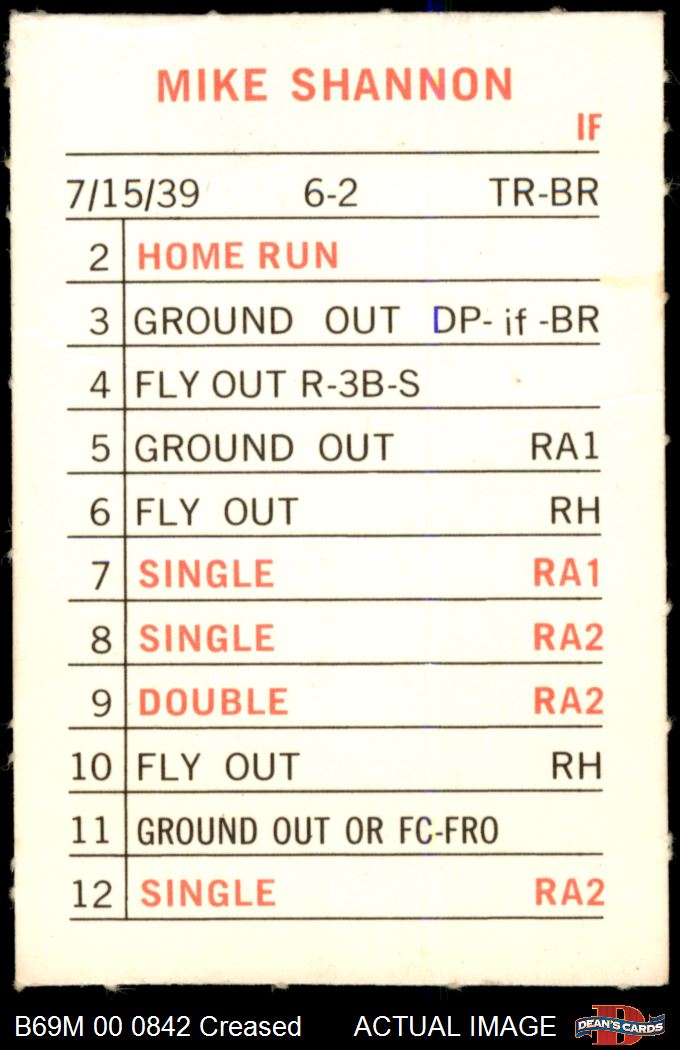 MIKE SHANNON
IF
7/15/39 6-2 TR-BR
2 HOME RUN
3 GROUND OUT DP- if -BR
4 FLY OUT R-3B-S
5 GROUND OUT RA1
6 FLY OUT RH
7 SINGLE RA1
8 SINGLE RA2
9 DOUBLE RA2
10 FLY OUT RH
11 GROUND OUT OR FC-FRO
12 SINGLE RA2
B69M 00 0842 Creased ACTUAL IMAGE D DEAN'S CARDS